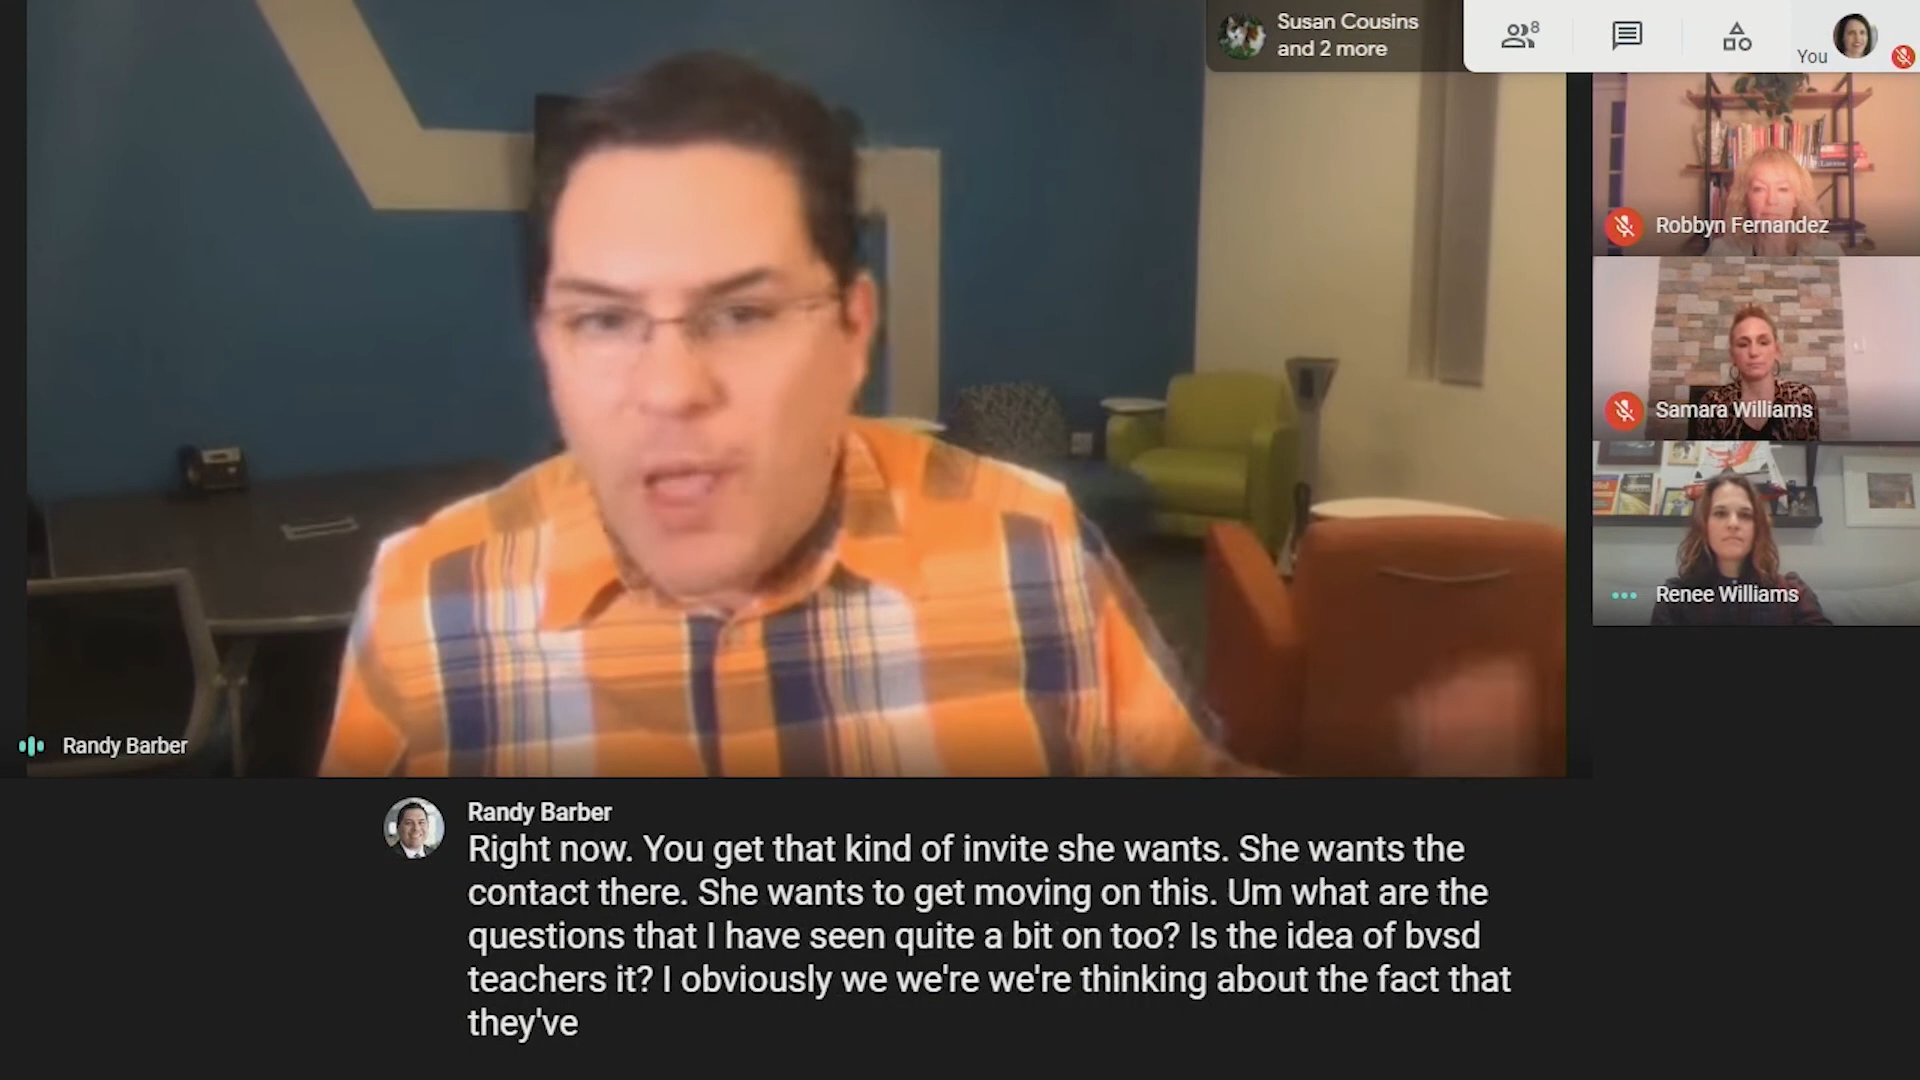 Susan Cousins
and 2 more
8
You
Robbyn Fernandez
Samara Williams
Renee Williams
Randy Barber
Randy Barber
Right now. You get that kind of invite she wants. She wants the
contact there. She wants to get moving on this. Um what are the
questions that I have seen quite a bit on too? Is the idea of bvsd
teachers it? I obviously we we're we're thinking about the fact that
they've